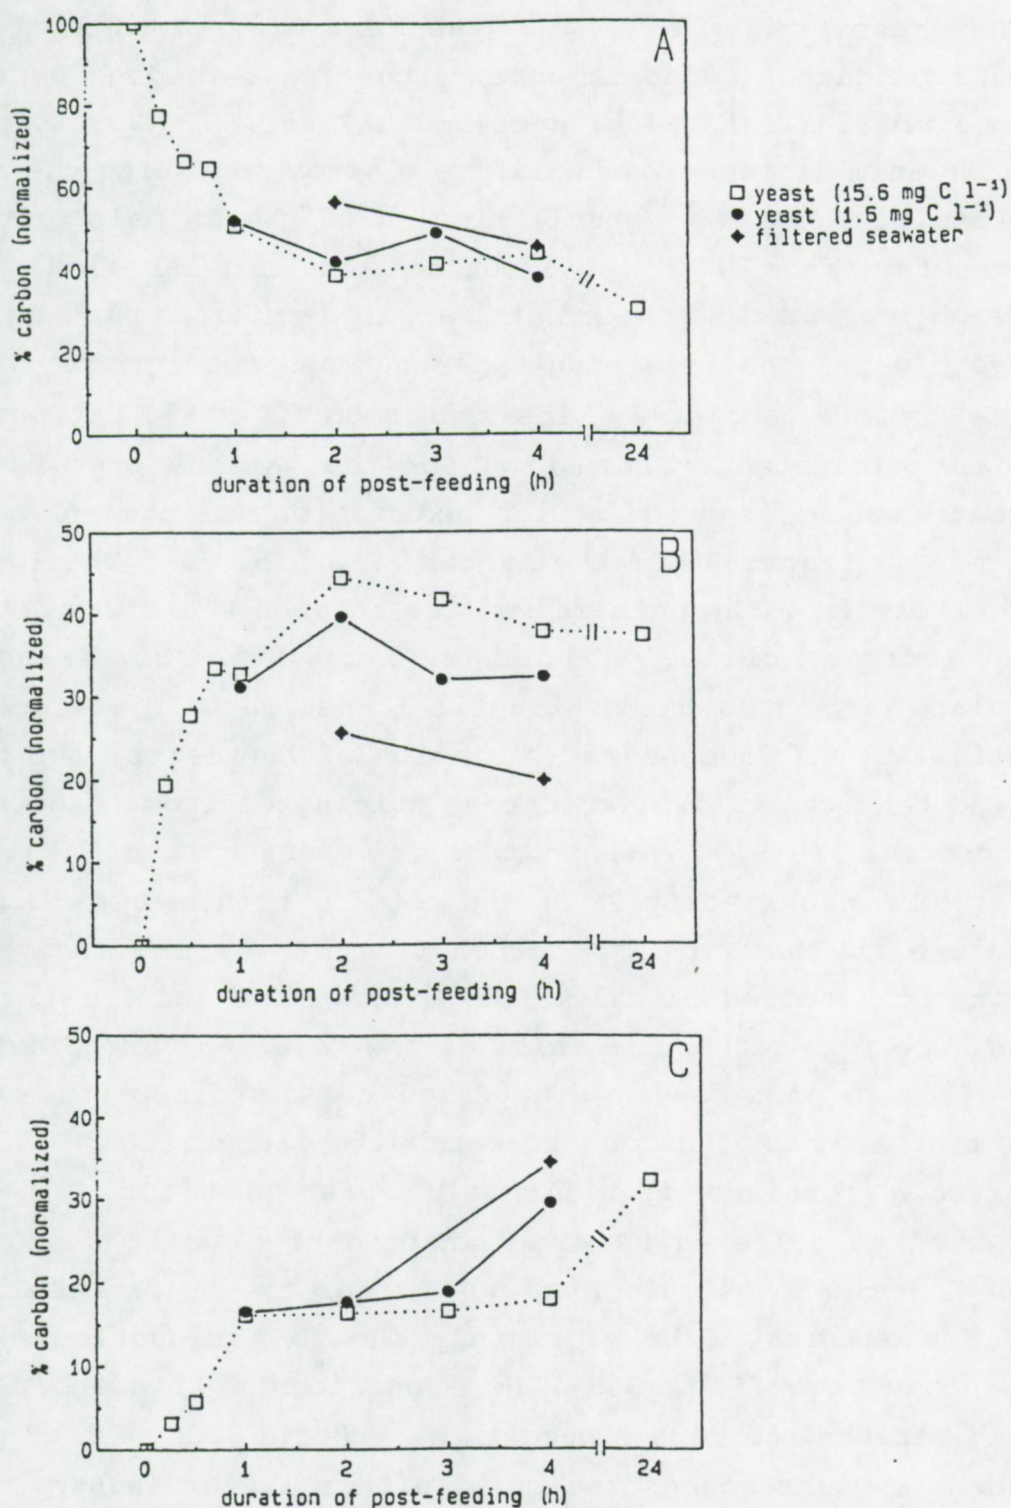 A
100
80
60
40
20
0
% carbon (normalized)
0 1 2 3 4 24
duration of post-feeding (h)
□ yeast (15.6 mg C l⁻¹)
● yeast (1.6 mg C l⁻¹)
◆ filtered seawater
B
50
40
30
20
10
0
% carbon (normalized)
0 1 2 3 4 24
duration of post-feeding (h)
C
50
40
30
20
10
0
% carbon (normalized)
0 1 2 3 4 24
duration of post-feeding (h)